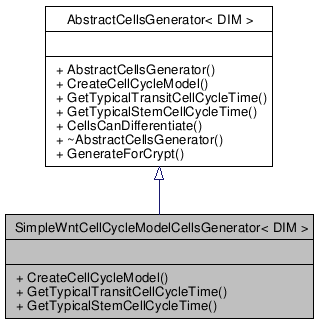 AbstractCellsGenerator< DIM >
+ AbstractCellsGenerator()
+ CreateCellCycleModel()
+ GetTypicalTransitCellCycleTime()
+ GetTypicalStemCellCycleTime()
+ CellsCanDifferentiate()
+ ~AbstractCellsGenerator()
+ GenerateForCrypt()
SimpleWntCellCycleModelCellsGenerator< DIM >
+ CreateCellCycleModel()
+ GetTypicalTransitCellCycleTime()
+ GetTypicalStemCellCycleTime()